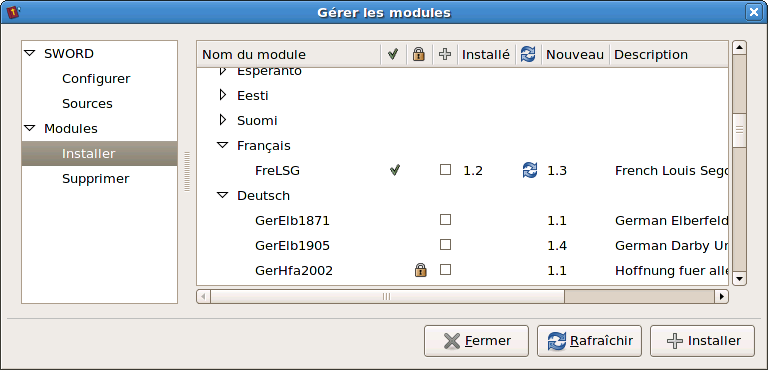 Gérer les modules
SWORD
Configurer
Sources
Modules
Installer
Supprimer
Nom du module Installé Nouveau Description
Esperanto
Eesti
Suomi
Français
FreLSG 1.2 1.3 French Louis Sego
Deutsch
GerElb1871 1.1 German Elberfeld
GerElb1905 1.4 German Darby Un
GerHfa2002 1.1 Hoffnung fuer alle
Fermer Rafraîchir Installer